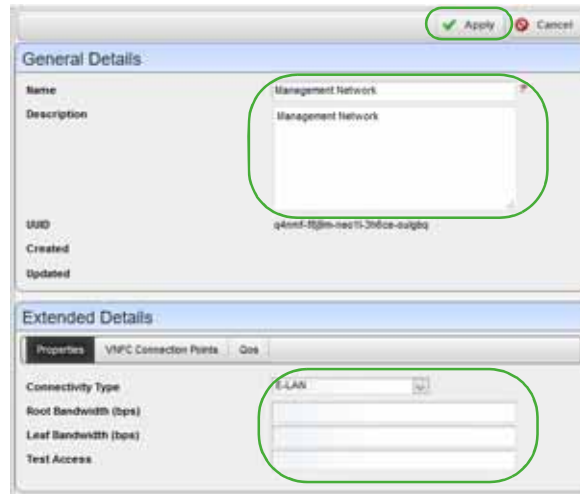 Apply Cancel
General Details
Name Management Network *
Description Management Network
UUID
Created
Updated
Extended Details
Properties VNFC Connection Points Qos
Connectivity Type E-LAN
Root Bandwidth (bps)
Leaf Bandwidth (bps)
Test Access